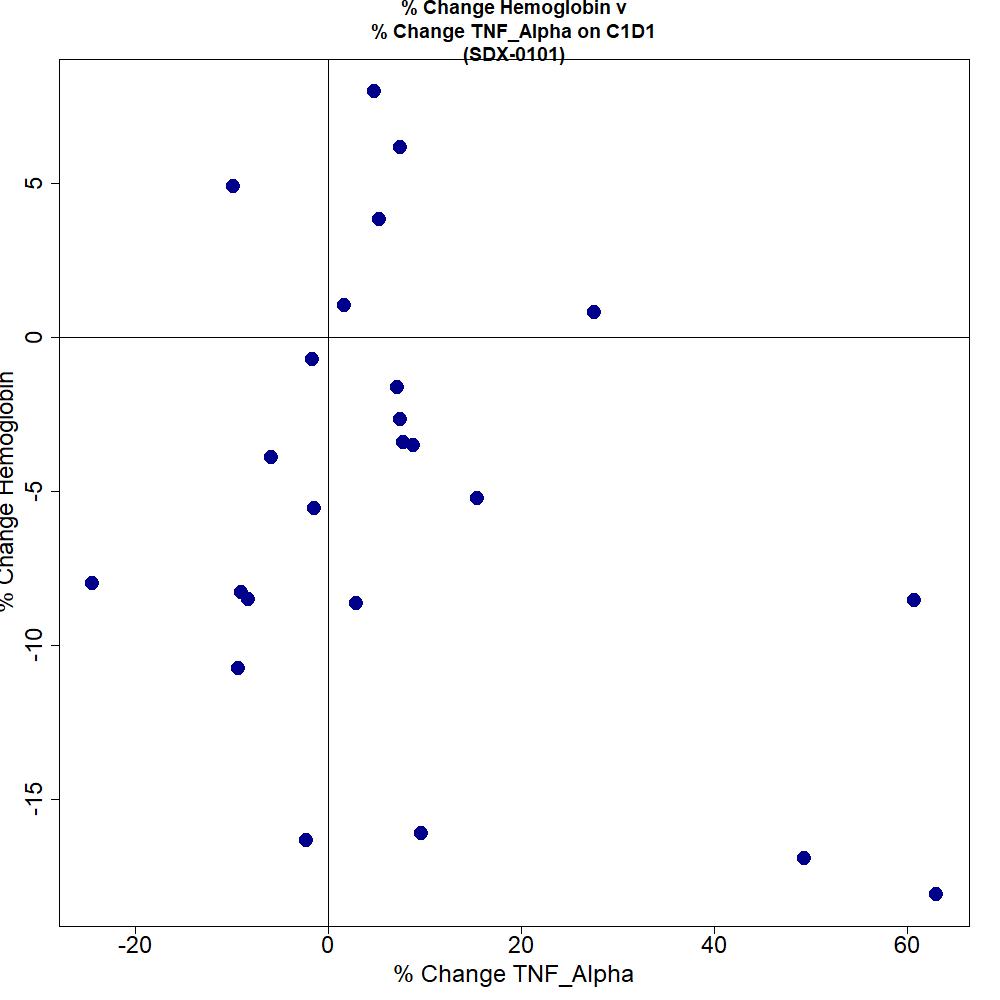 % Change Hemoglobin v
% Change TNF_Alpha on C1D1
(SDX-0101)
% Change Hemoglobin
5
0
-5
-10
-15
-20
0
20
40
60
% Change TNF_Alpha